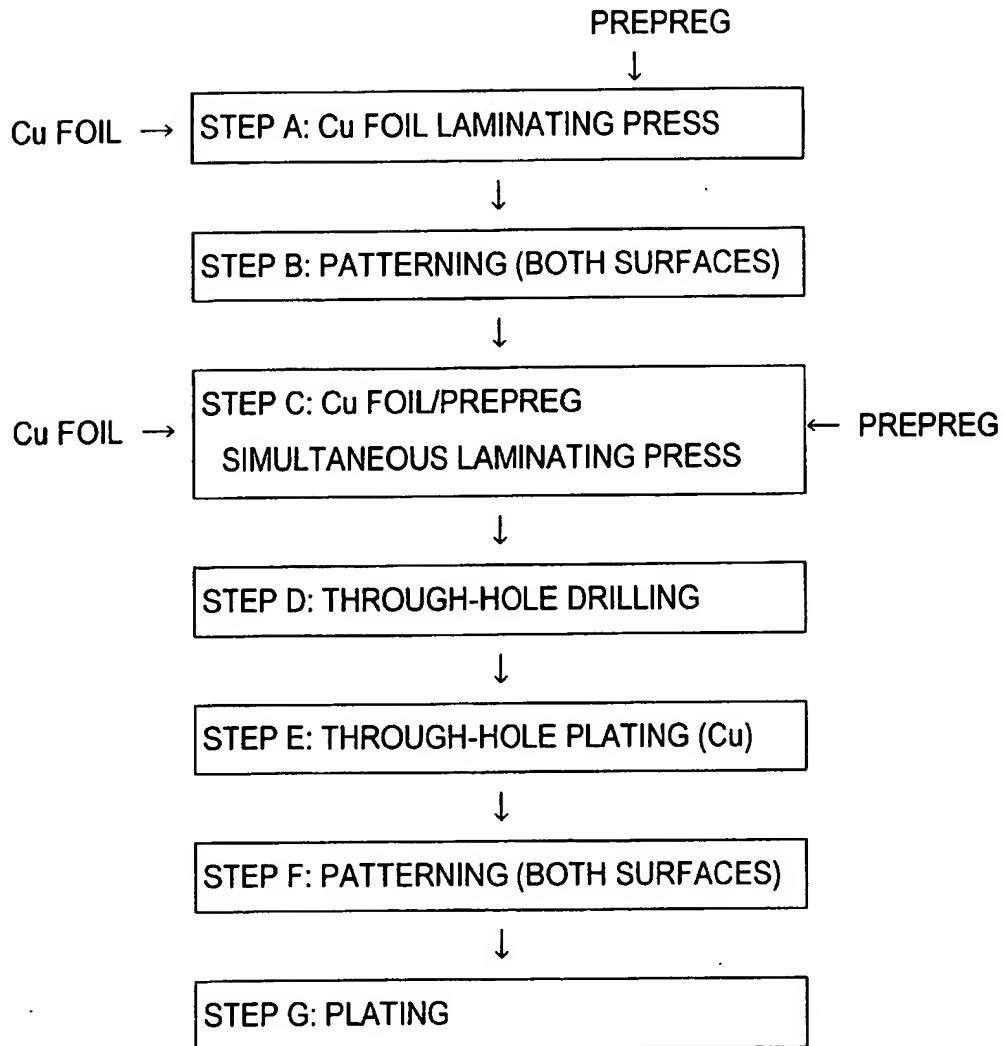 PREPREG
↓
Cu FOIL → STEP A: Cu FOIL LAMINATING PRESS
↓
STEP B: PATTERNING (BOTH SURFACES)
↓
STEP C: Cu FOIL/PREPREG
Cu FOIL → SIMULTANEOUS LAMINATING PRESS ← PREPREG
↓
STEP D: THROUGH-HOLE DRILLING
↓
STEP E: THROUGH-HOLE PLATING (Cu)
↓
STEP F: PATTERNING (BOTH SURFACES)
↓
STEP G: PLATING